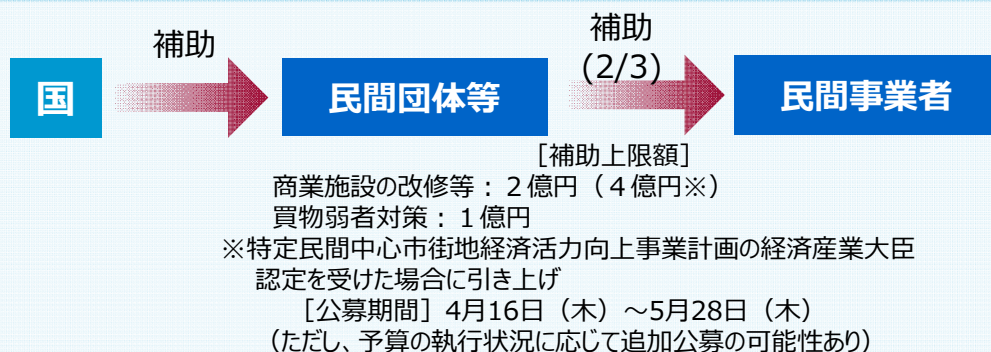 補助
補助
(2/3)
国
民間団体等
民間事業者
［補助上限額］
商業施設の改修等：２億円（４億円※）
買物弱者対策：１億円
※特定民間中心市街地経済活力向上事業計画の経済産業大臣
認定を受けた場合に引き上げ
［公募期間］4月16日（木）～5月28日（木）
（ただし、予算の執行状況に応じて追加公募の可能性あり）